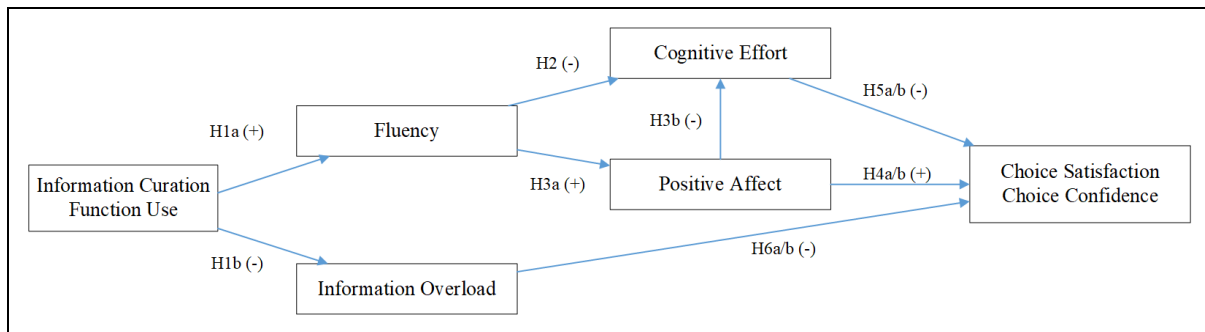 Cognitive Effort
H2 (-)
H5a/b (-)
H1a (+)
Fluency
H3b (-)
Information Curation
Function Use
H3a (+)
Positive Affect
H4a/b (+)
Choice Satisfaction
Choice Confidence
H1b (-)
Information Overload
H6a/b (-)